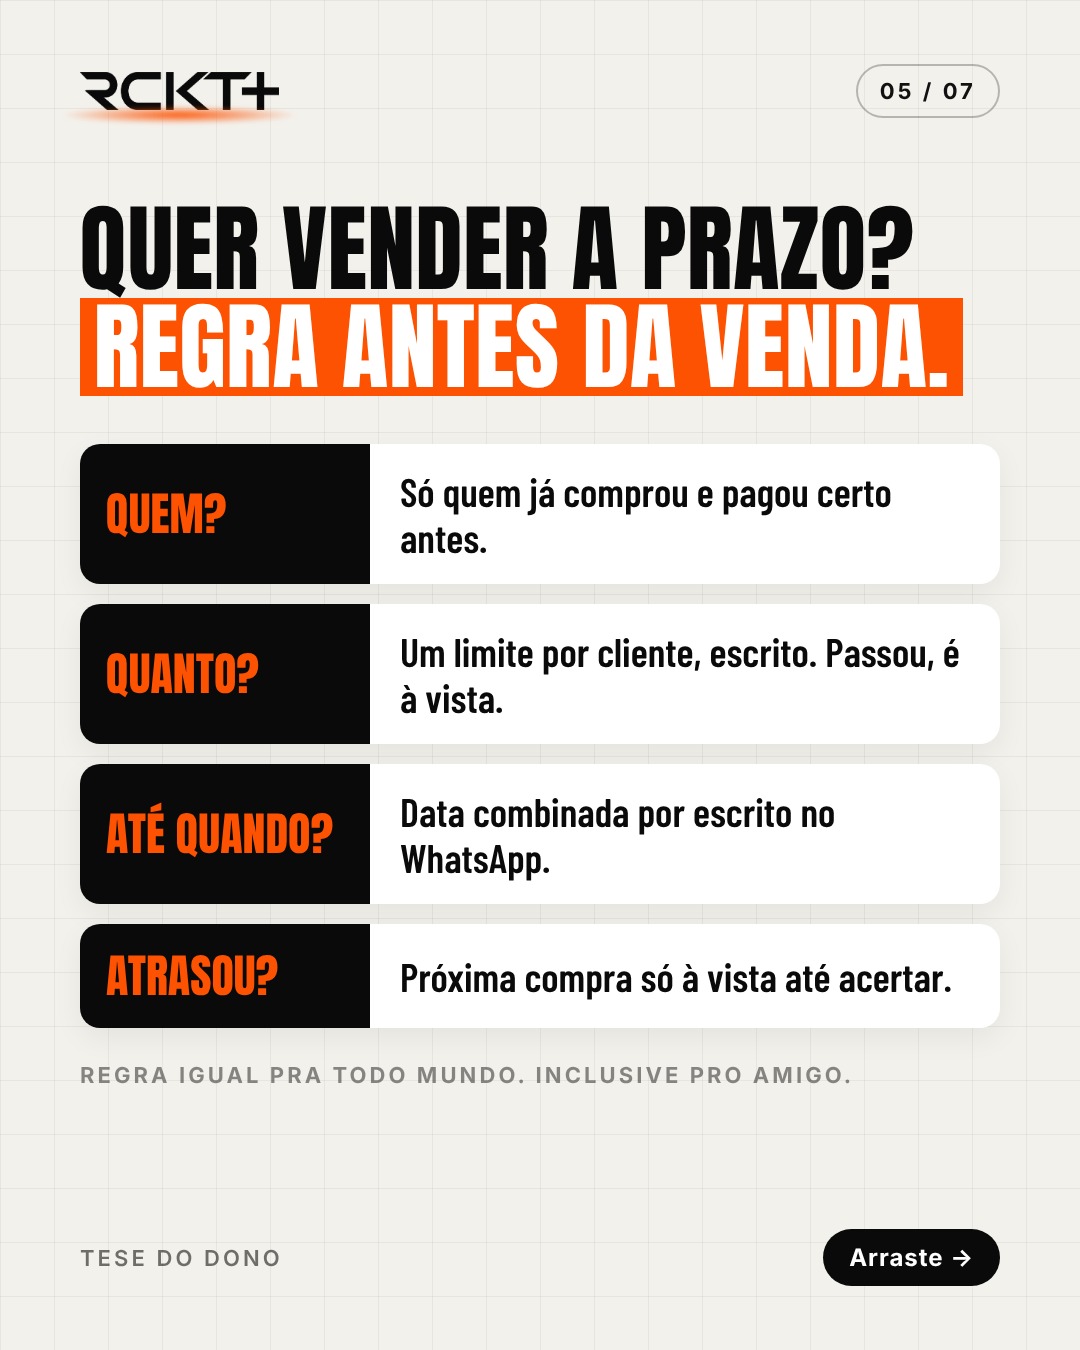 RCKT+
05 / 07
QUER VENDER A PRAZO?
REGRA ANTES DA VENDA.
QUEM?
Só quem já comprou e pagou certo
antes.
QUANTO?
Um limite por cliente, escrito. Passou, é
à vista.
ATÉ QUANDO?
Data combinada por escrito no
WhatsApp.
ATRASOU?
Próxima compra só à vista até acertar.
REGRA IGUAL PRA TODO MUNDO. INCLUSIVE PRO AMIGO.
TESE DO DONO
Arraste →